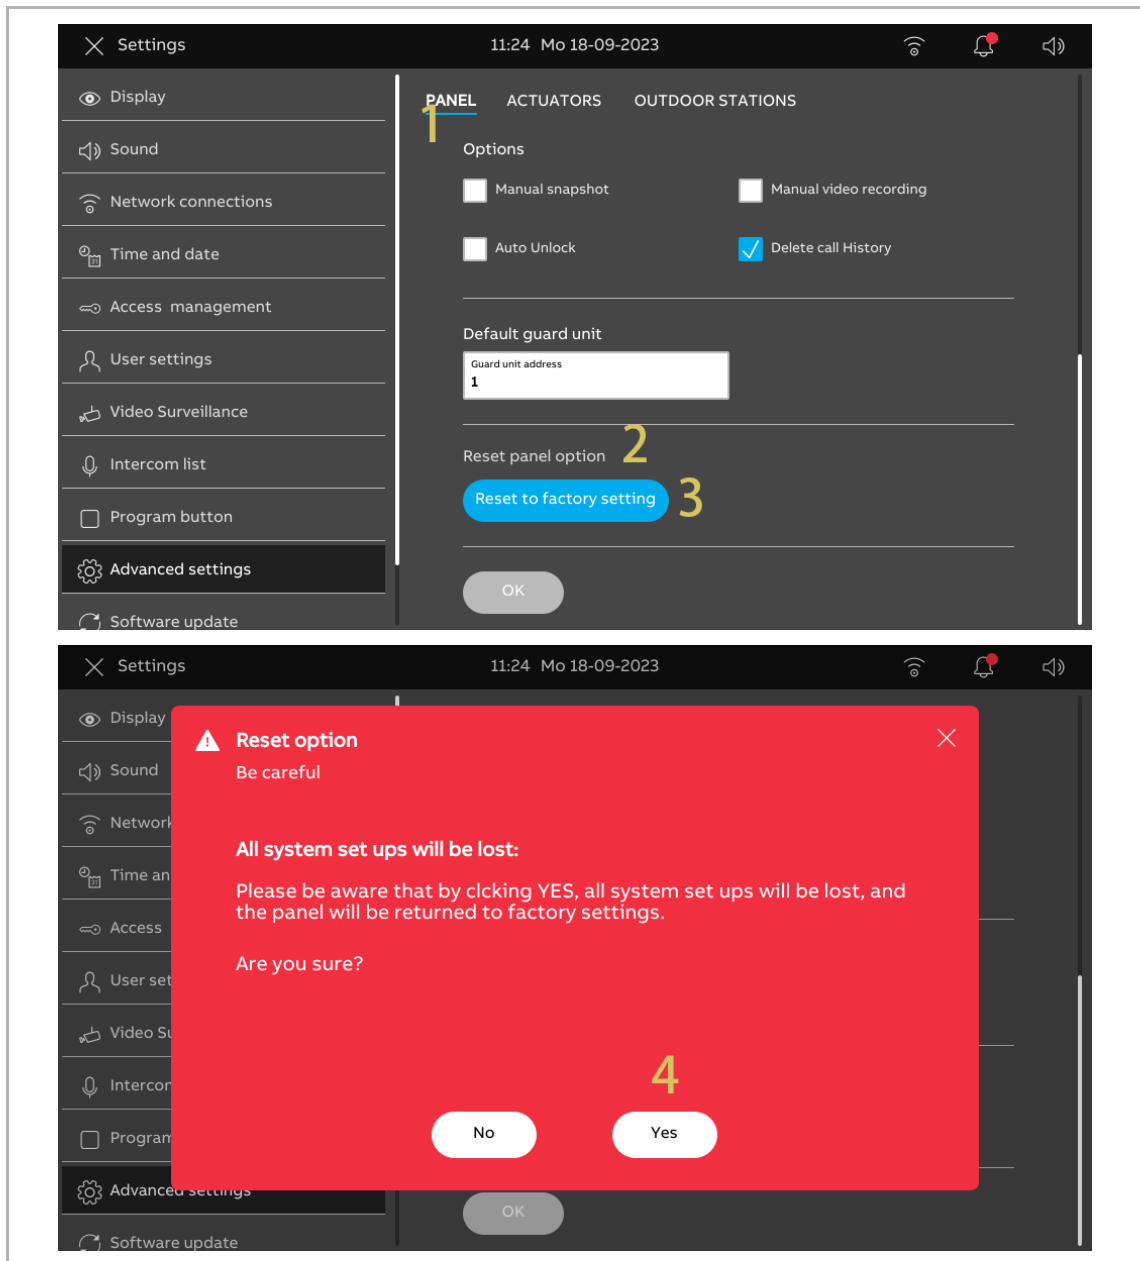 Settings
11:24 Mo 18-09-2023
Display
Sound
Network connections
Time and date
Access management
User settings
Video Surveillance
Intercom list
Program button
Advanced settings
Software update
PANEL ACTUATORS OUTDOOR STATIONS
1
Options
Manual snapshot Manual video recording
Auto Unlock Delete call History
Default guard unit
Guard unit address
1
Reset panel option 2
Reset to factory setting 3
OK
Settings
11:24 Mo 18-09-2023
Display
Sound
Network
Time an
Access
User set
Video Su
Intercom
Program
Advanced settings
Software update
Reset option
Be careful
All system set ups will be lost:
Please be aware that by clcking YES, all system set ups will be lost, and
the panel will be returned to factory settings.
Are you sure?
4
No Yes
OK